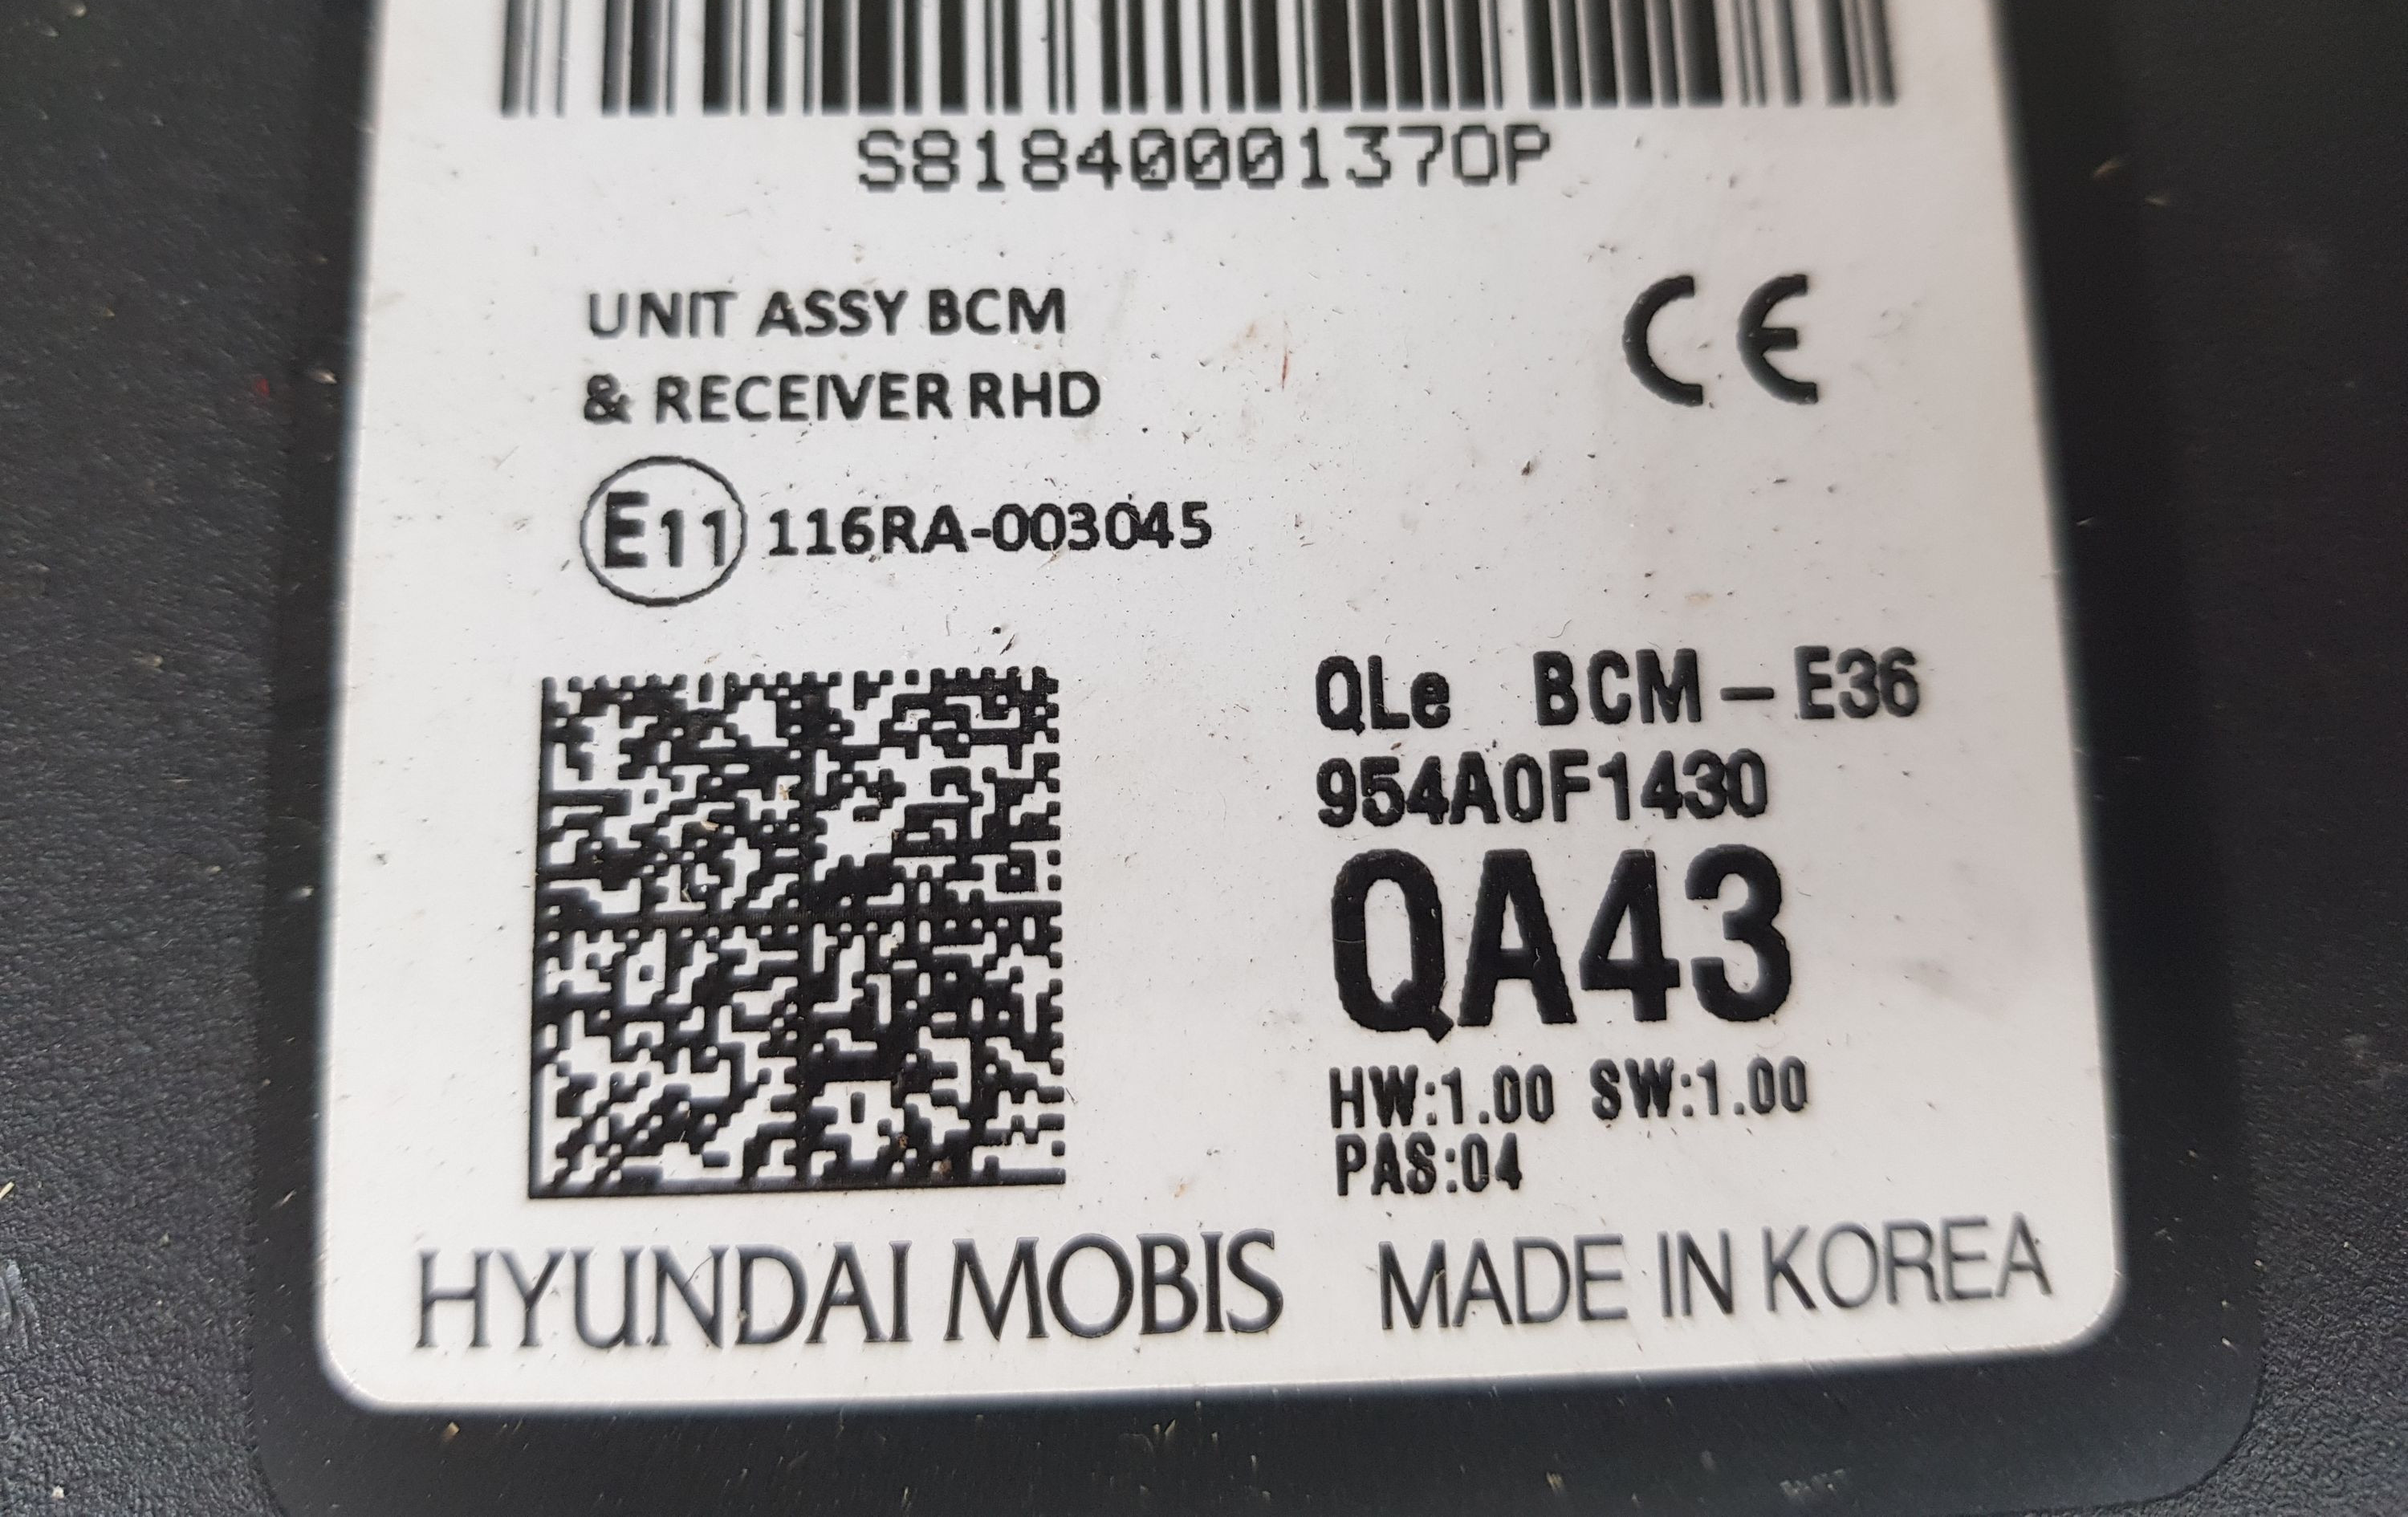 S8184000137OP
UNIT ASSY BCM
& RECEIVER RHD
CE
E11 116RA-003045
QLe BCM-E36
954A0F1430
QA43
HW:1.00 SW:1.00
PAS:04
HYUNDAI MOBIS MADE IN KOREA